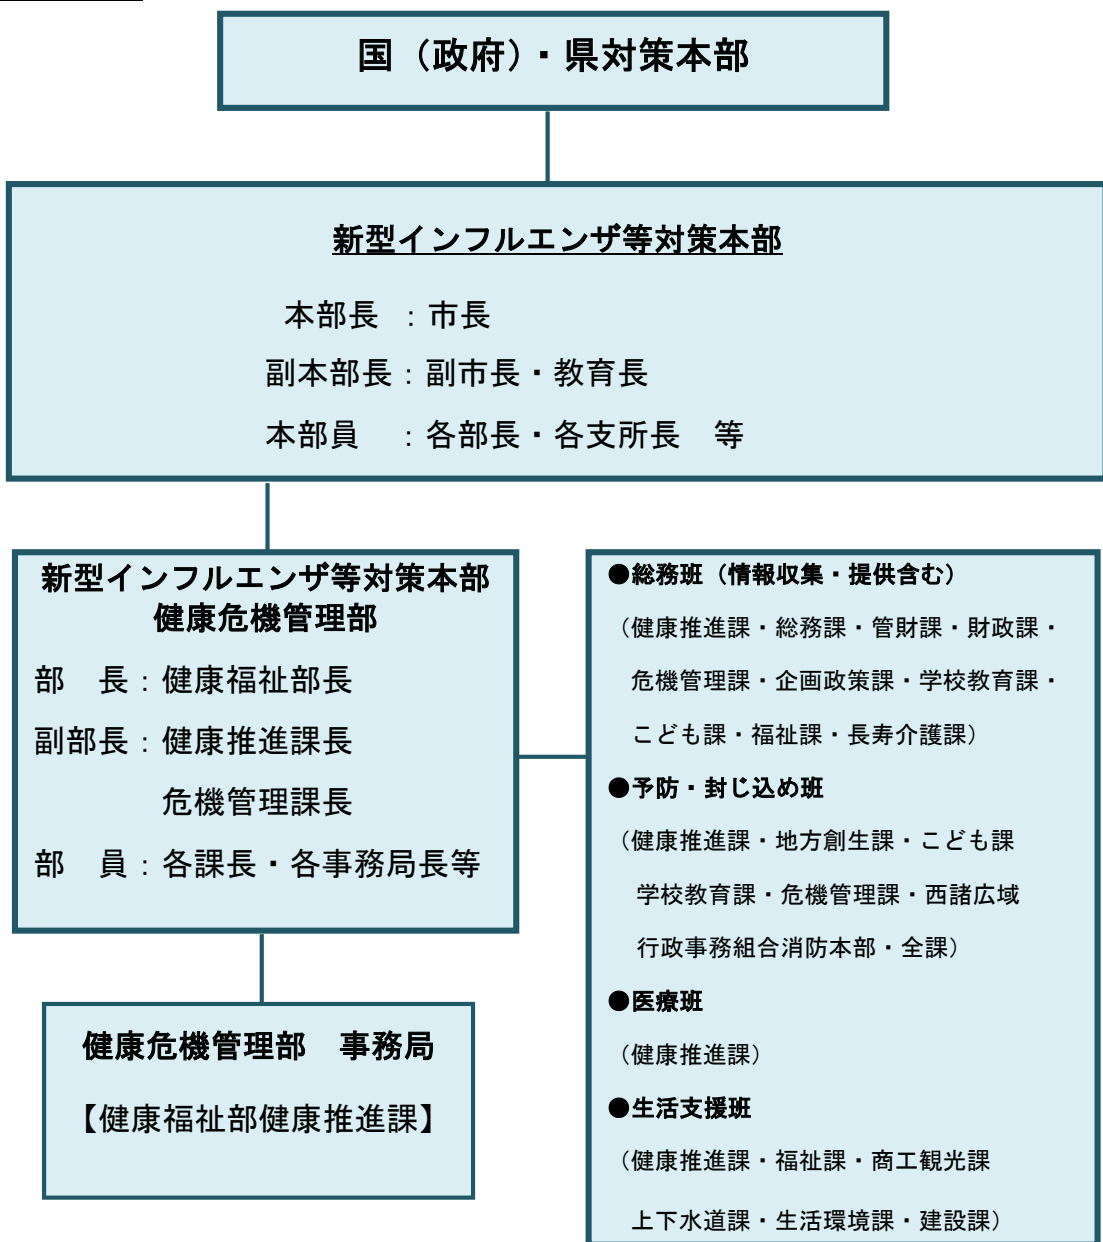 国（政府）・県対策本部
新型インフルエンザ等対策本部
本部長　：市長
副本部長：副市長・教育長
本部員　：各部長・各支所長　等
新型インフルエンザ等対策本部
健康危機管理部
部　長：健康福祉部長
副部長：健康推進課長
危機管理課長
部　員：各課長・各事務局長等
健康危機管理部　事務局
【健康福祉部健康推進課】
●総務班（情報収集・提供含む）
（健康推進課・総務課・管財課・財政課・
危機管理課・企画政策課・学校教育課・
こども課・福祉課・長寿介護課）
●予防・封じ込め班
（健康推進課・地方創生課・こども課
学校教育課・危機管理課・西諸広域
行政事務組合消防本部・全課）
●医療班
（健康推進課）
●生活支援班
（健康推進課・福祉課・商工観光課
上下水道課・生活環境課・建設課）